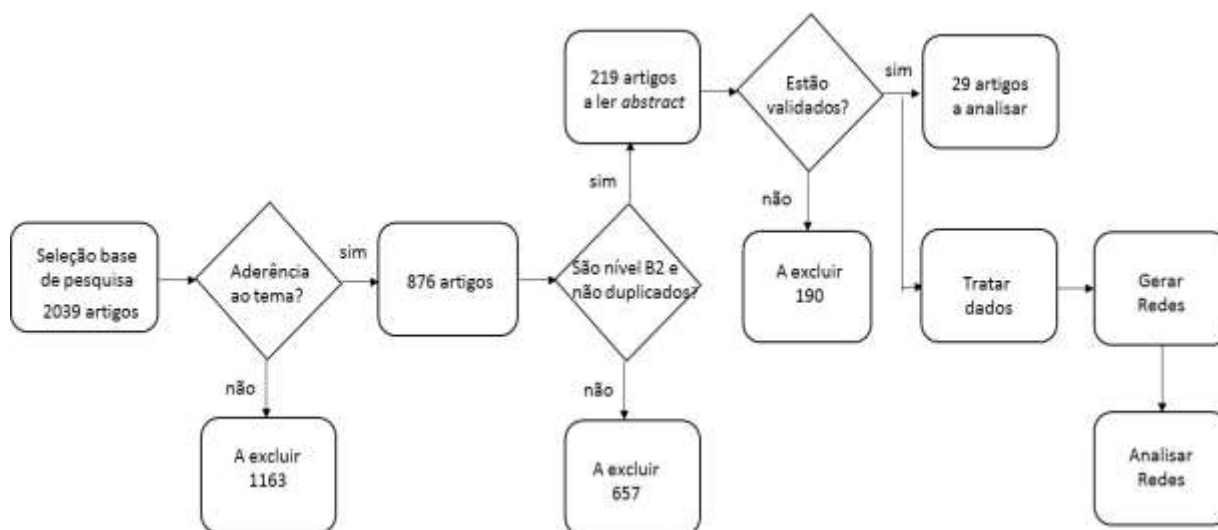 Seleção base
de pesquisa
2039 artigos
Aderência
ao tema?
sim
não
A excluir
1163
876 artigos
São nível B2 e
não duplicados?
sim
não
A excluir
657
219 artigos
a ler abstract
Estão
validados?
sim
não
A excluir
190
29 artigos
a analisar
Tratar
dados
Gerar
Redes
Analisar
Redes